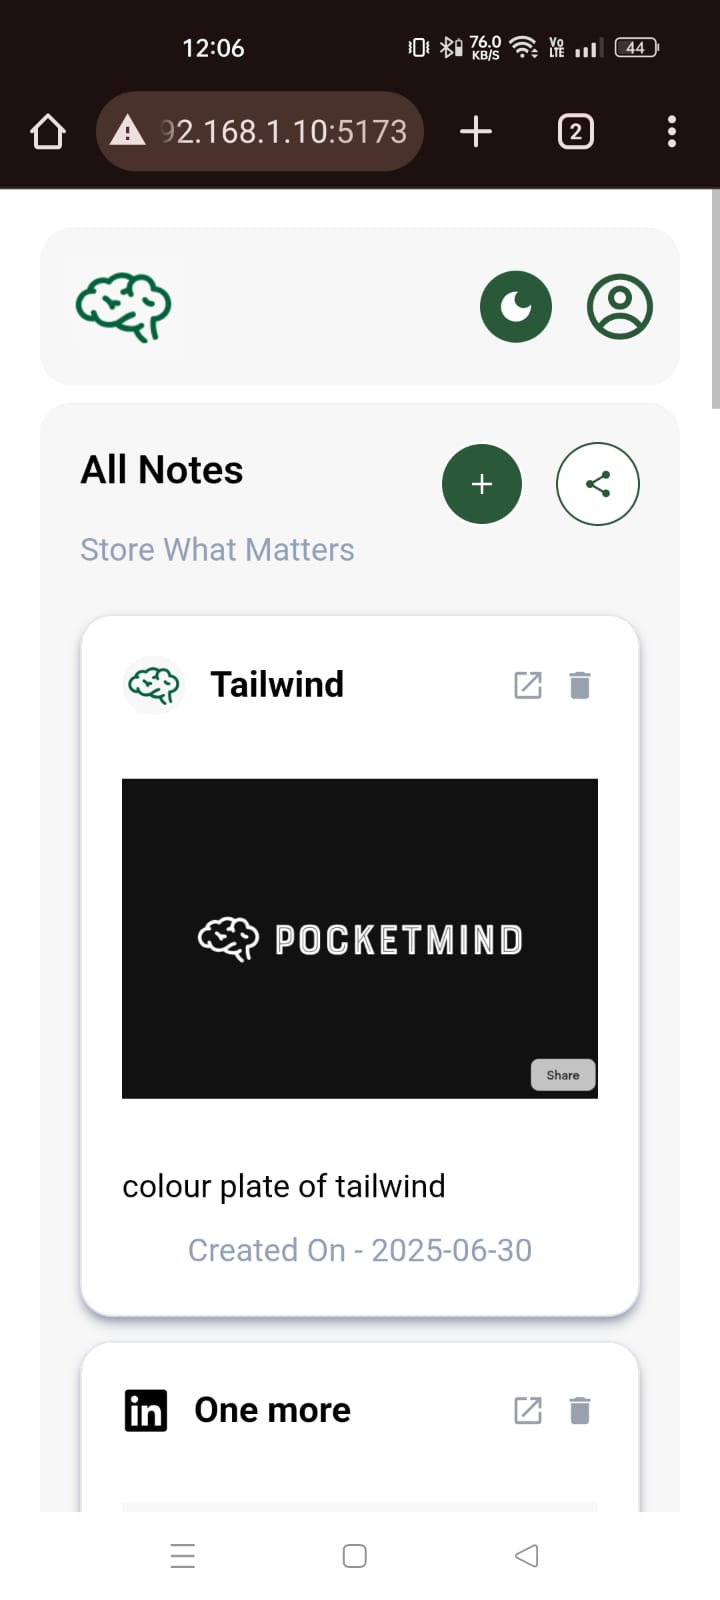 12:06 76.0 KB/S Vo LTE 44
92.168.1.10:5173 2
All Notes
Store What Matters
Tailwind
POCKETMIND
Share
colour plate of tailwind
Created On - 2025-06-30
in One more